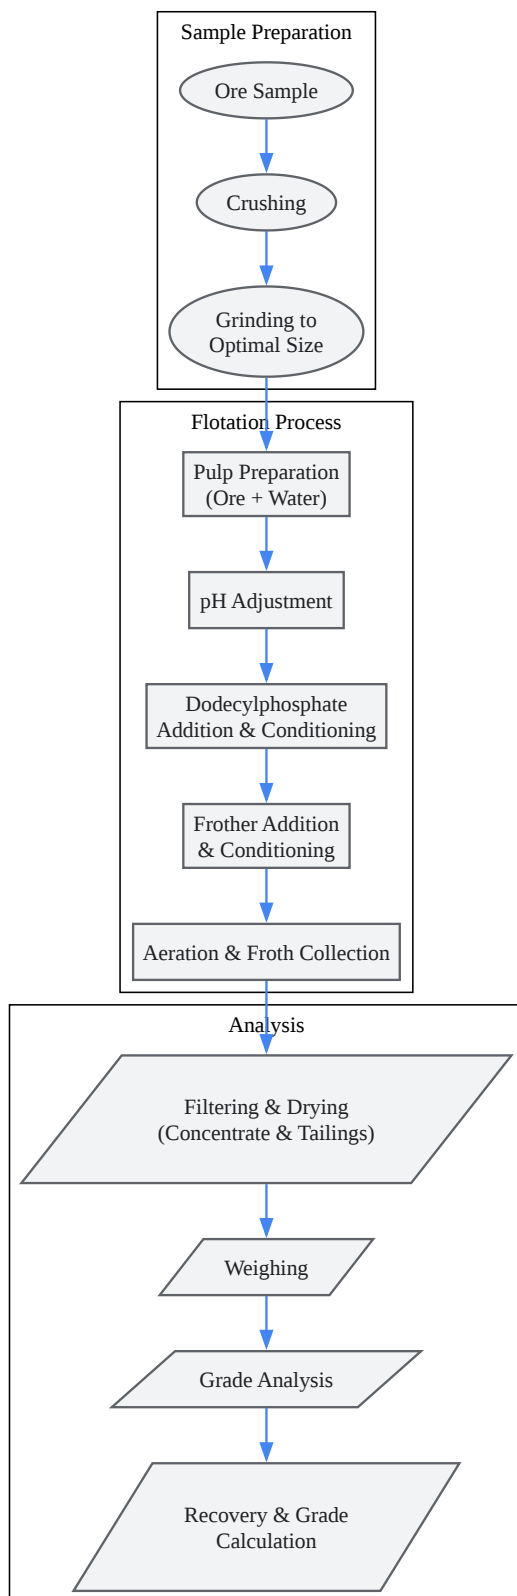 Sample Preparation
Ore Sample
Crushing
Grinding to
Optimal Size
Flotation Process
Pulp Preparation
(Ore + Water)
pH Adjustment
Dodecylphosphate
Addition & Conditioning
Frother Addition
& Conditioning
Aeration & Froth Collection
Analysis
Filtering & Drying
(Concentrate & Tailings)
Weighing
Grade Analysis
Recovery & Grade
Calculation